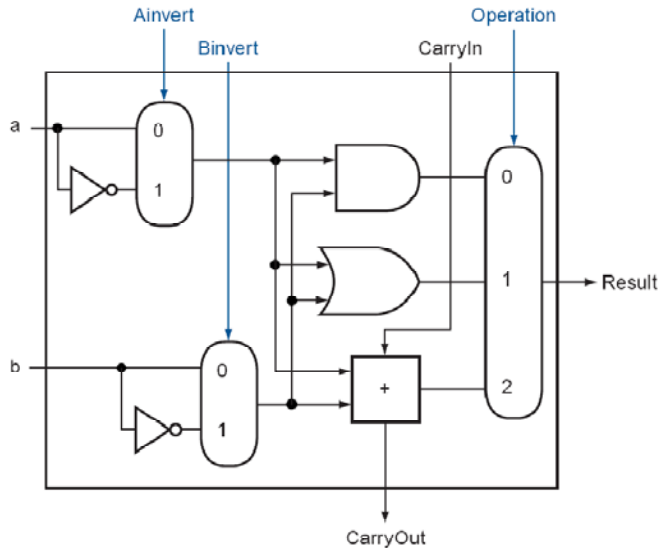 Ainvert
Operation
Binvert
CarryIn
a
0
1
0
1
Result
b
0
1
+
2
CarryOut